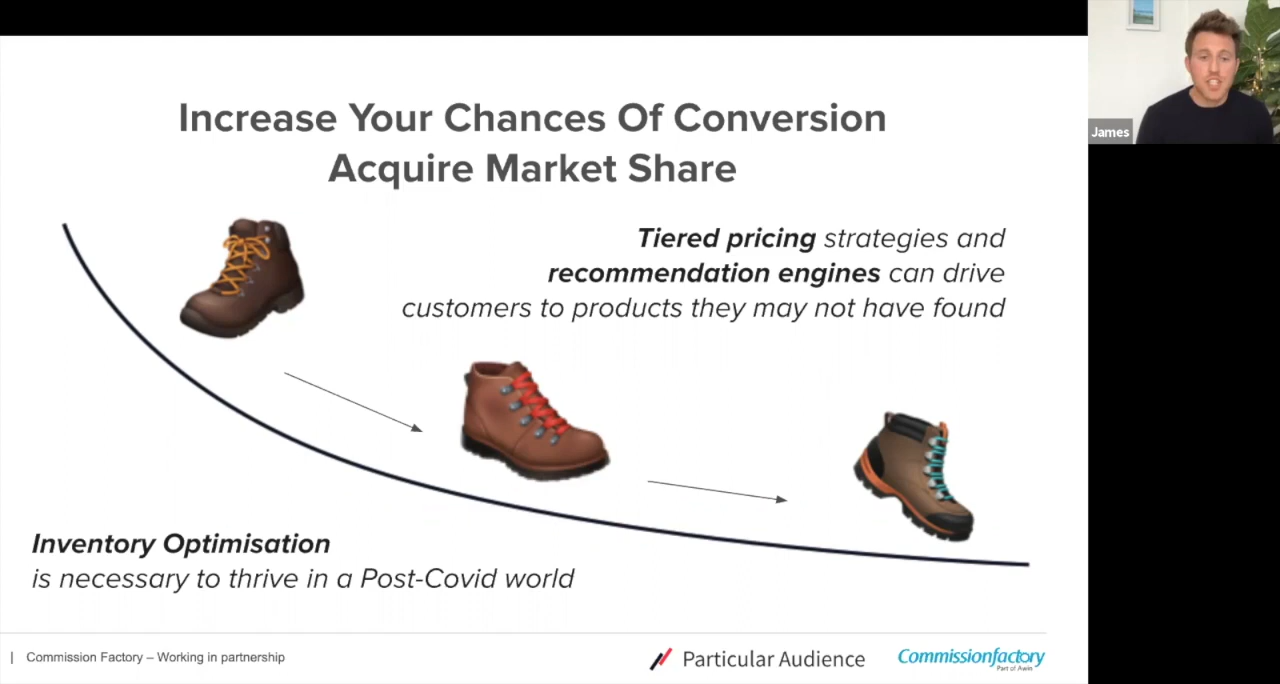 Increase Your Chances Of Conversion
Acquire Market Share
Tiered pricing strategies and
recommendation engines can drive
customers to products they may not have found
Inventory Optimisation
is necessary to thrive in a Post-Covid world
| Commission Factory – Working in partnership
Particular Audience
Commissionfactory
Part of Awin
James